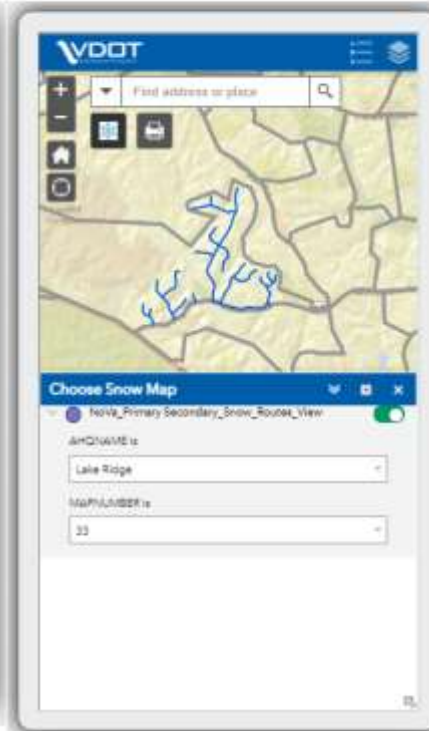 VDOT
Find address or place
Choose Snow Map
NoVa_Primary Secondary_Snow_Routes_View
AHQNAME is
Lake Ridge
MAPNUMBER is
33